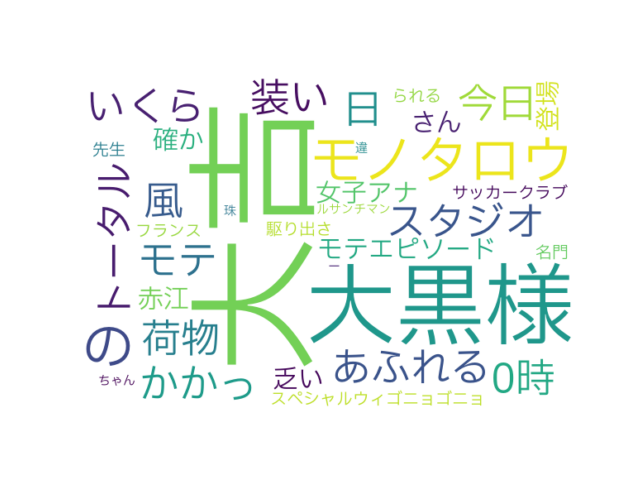 いくら
装い
日
られる
今日
登場
さん
確か
先生
大吉
モノタロウ
違
女子アナ
サッカークラブ
トータル
風
珠
ルサンチマン
スタジオ
フランス
駆り出さ
モテ
モテエピソード
名門
赤江
大黒様
の
荷物
あふれる
0時
ちゃん
かかっ
乏い
スペシャルウィゴニョゴニョ